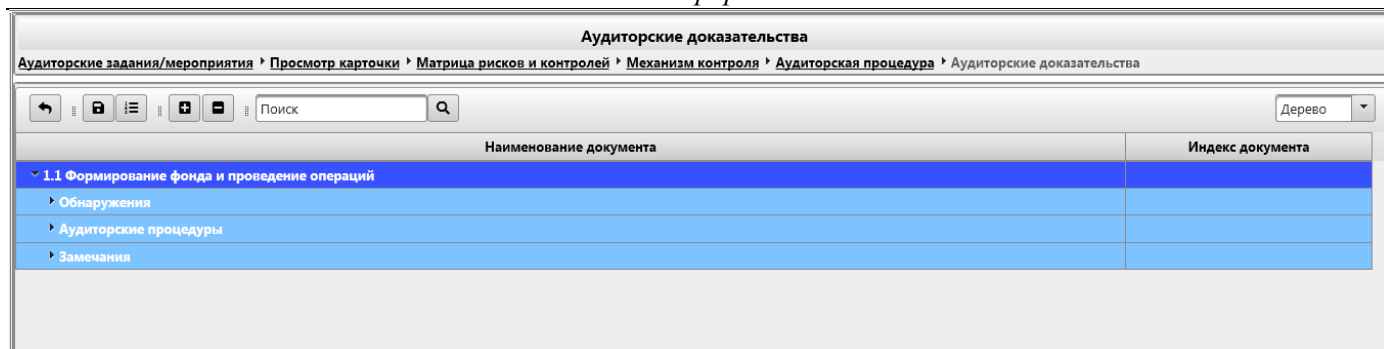 Аудиторские доказательства
Аудиторские задания/мероприятия Просмотр карточки Матрица рисков и контролей Механизм контроля Аудиторская процедура Аудиторские доказательства
Поиск Дерево
Наименование документа Индекс документа
1.1 Формирование фонда и проведение операций
Обнаружения
Аудиторские процедуры
Замечания